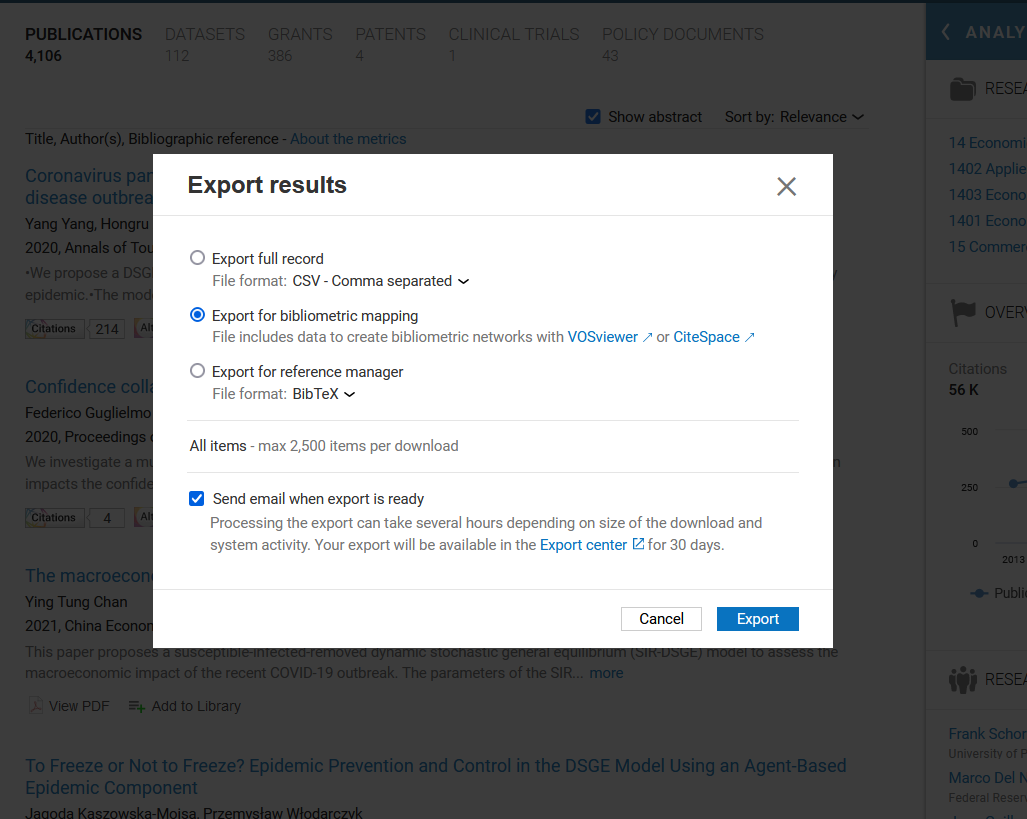 PUBLICATIONS DATASETS GRANTS PATENTS CLINICAL TRIALS POLICY DOCUMENTS
4,106 112 386 4 1 43
ANALY
RESEA
Show abstract Sort by: Relevance
Title, Author(s), Bibliographic reference - About the metrics
14 Economi
1402 Applie
1403 Econo
1401 Econo
15 Commer
Coronavirus pan
disease outbrea
Yang Yang, Hongru
2020, Annals of Tou
•We propose a DSG
epidemic.•The mod
Citations 214 Alt
OVERV
Citations
56 K
500
250
0
2013
Publi
Export results
Export full record
File format: CSV - Comma separated
Export for bibliometric mapping
File includes data to create bibliometric networks with VOSviewer ↗ or CiteSpace ↗
Export for reference manager
File format: BibTeX
All items - max 2,500 items per download
Send email when export is ready
Processing the export can take several hours depending on size of the download and
system activity. Your export will be available in the Export center for 30 days.
Cancel Export
Confidence colla
Federico Guglielmo
2020, Proceedings
We investigate a mu
impacts the confide
Citations 4 Alt
The macroecono
Ying Tung Chan
2021, China Econom
This paper proposes a susceptible-infected-removed dynamic stochastic general equilibrium (SIR-DSGE) model to assess the
macroeconomic impact of the recent COVID-19 outbreak. The parameters of the SIR... more
View PDF Add to Library
RESEA
Frank Schor
University of P
Marco Del N
Federal Reser
To Freeze or Not to Freeze? Epidemic Prevention and Control in the DSGE Model Using an Agent-Based
Epidemic Component
Jagoda Kaszowska-Mojsa, Przemysław Włodarczyk